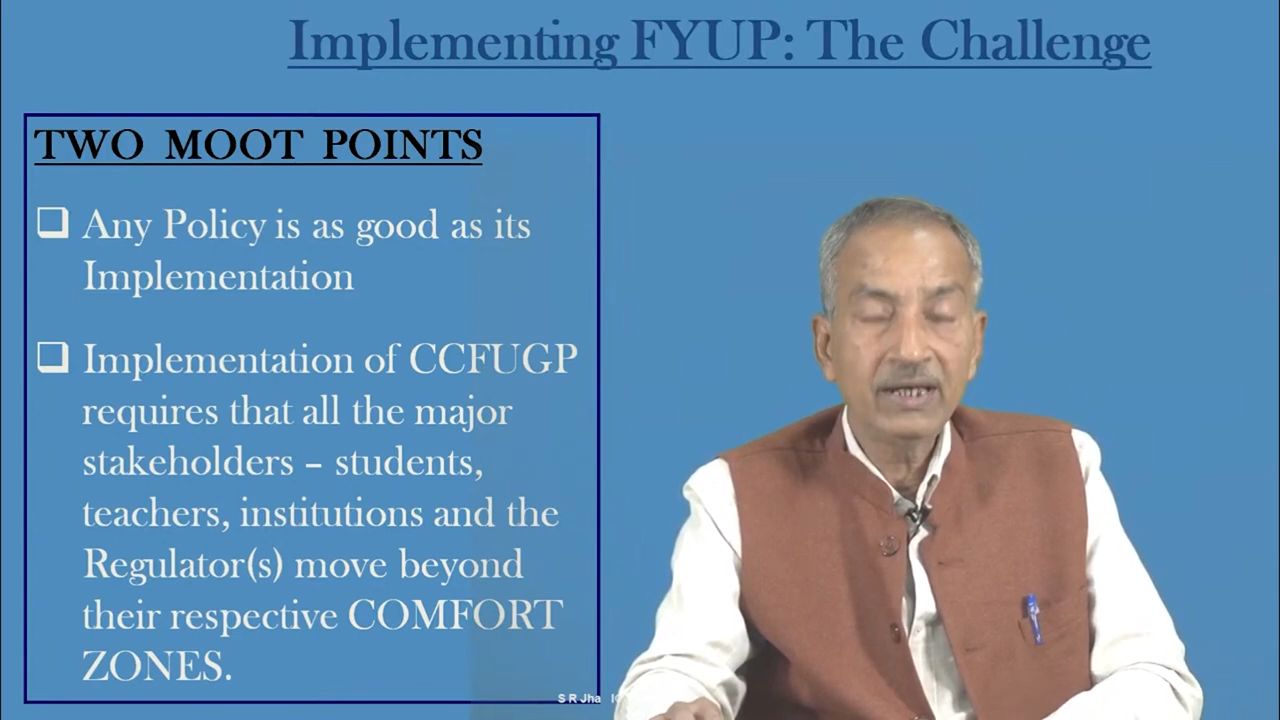 Implementing FYUP: The Challenge
TWO MOOT POINTS
Any Policy is as good as its
Implementation
Implementation of CCFUGP
requires that all the major
stakeholders – students,
teachers, institutions and the
Regulator(s) move beyond
their respective COMFORT
ZONES.
S R Jha